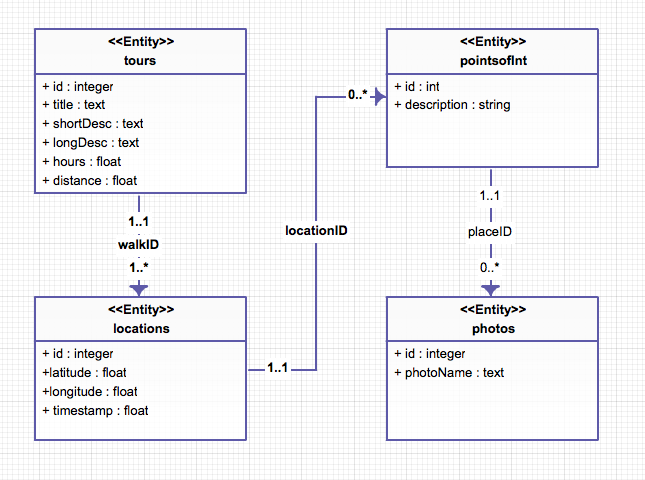 <<Entity>>
tours
+ id : integer
+ title : text
+ shortDesc : text
+ longDesc : text
+ hours : float
+ distance : float
<<Entity>>
pointsofInt
+ id : int
+ description : string
0..*
1..1
walkID
1..*
locationID
1..1
placeID
0..*
<<Entity>>
locations
+ id : integer
+latitude : float
+longitude : float
+ timestamp : float
1..1
<<Entity>>
photos
+ id : integer
+ photoName : text